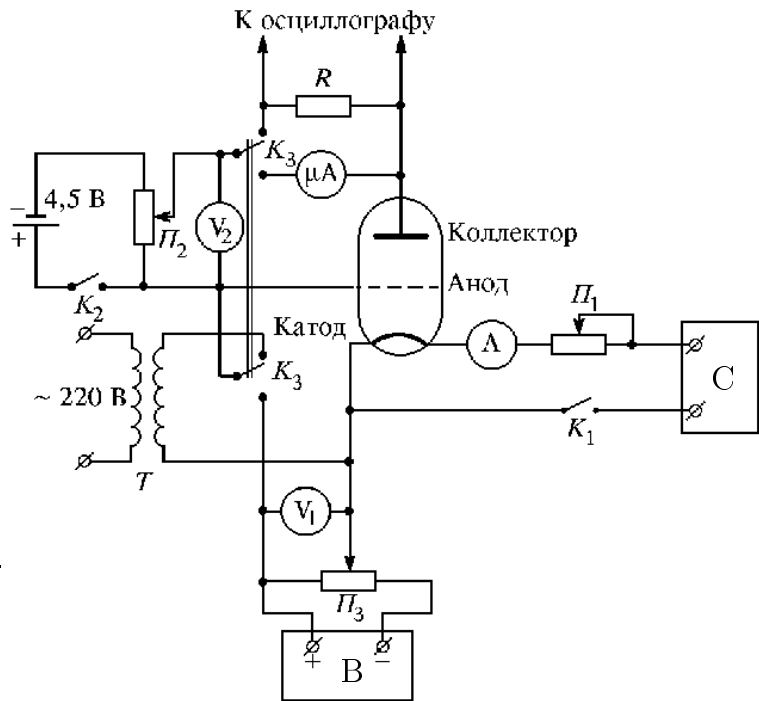 К осциллографу
R
K₃
μA
− 4,5 В
+
П₂
V₂
Коллектор
Анод
K₂
Катод
П₁
Λ
С
K₃
~ 220 В
K₁
T
V₁
П₃
+ −
В